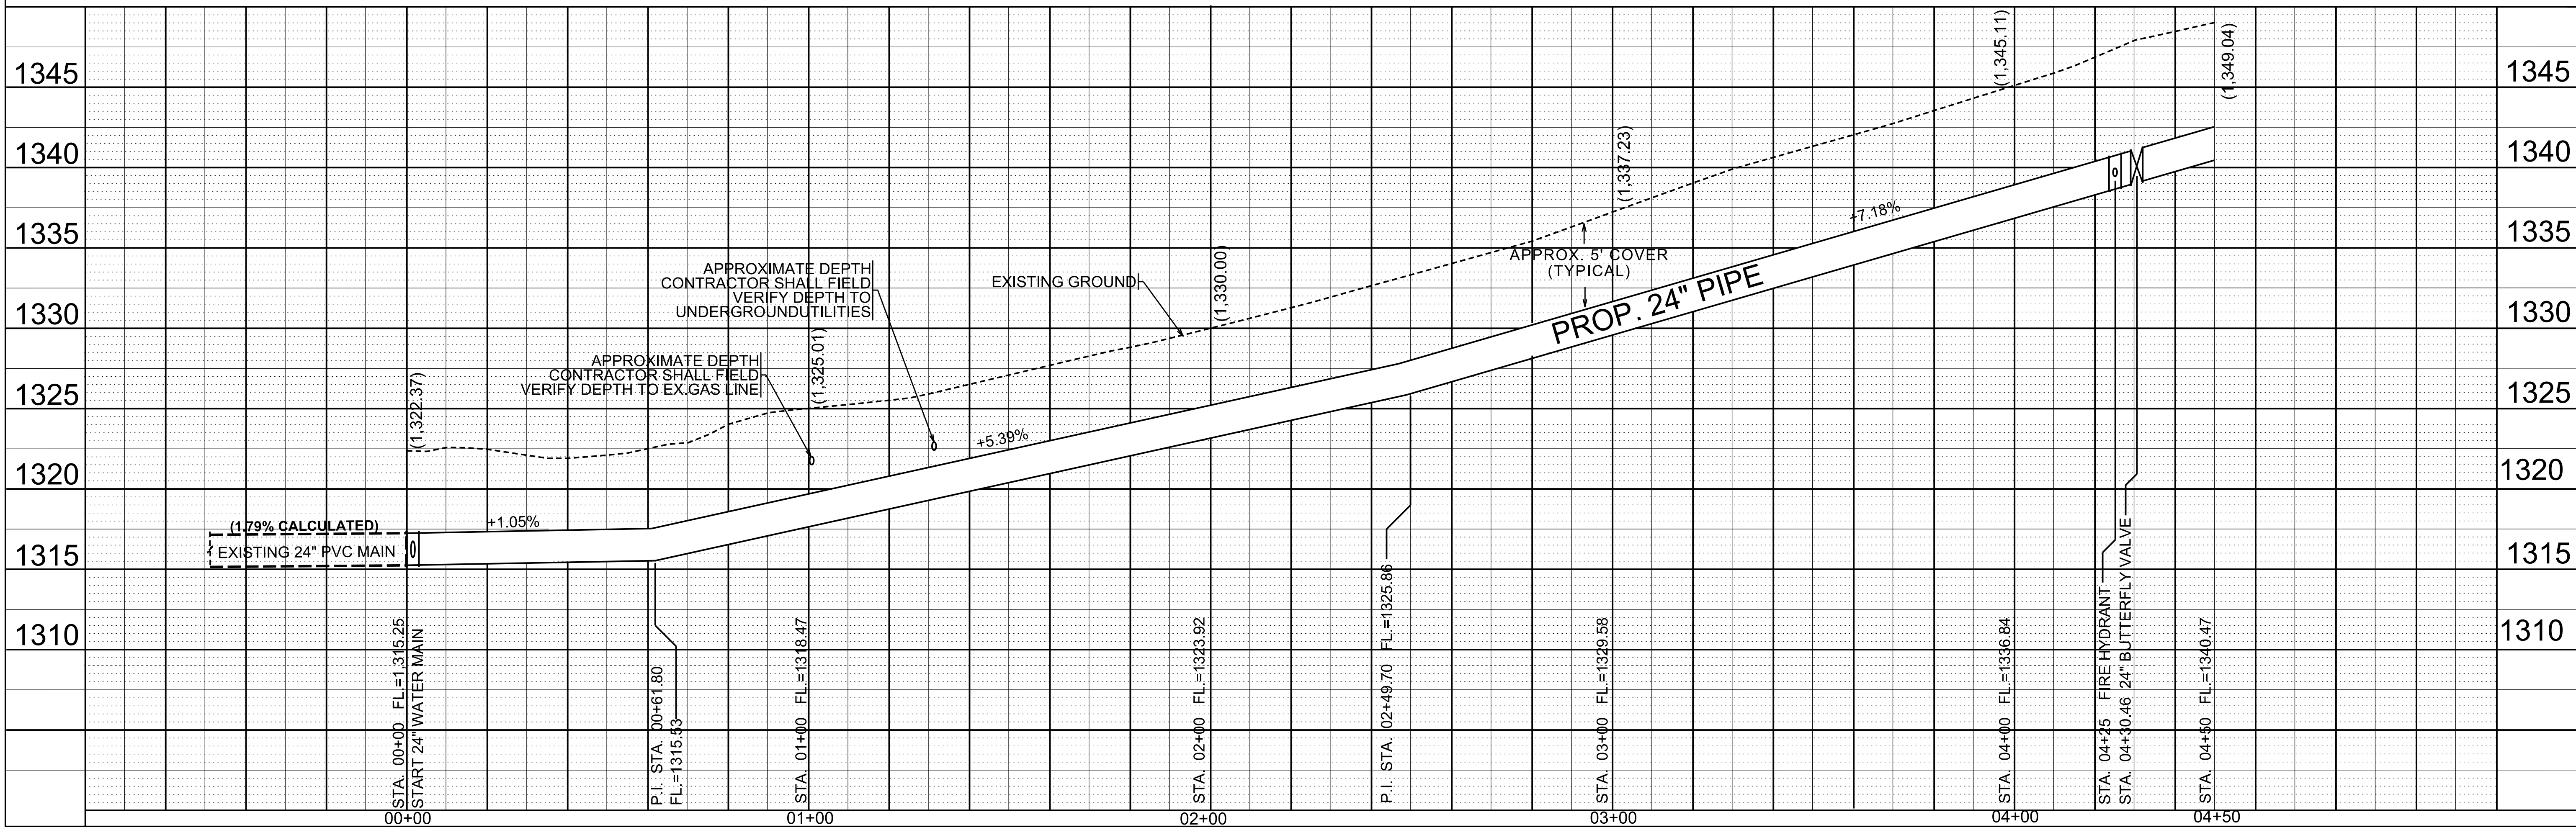 1345
1340
1335
1330
1325
1320
1315
1310
(1,322.37)
(1,325.01)
(1,330.00)
(1,337.23)
(1,345.11)
(1,349.04)
APPROXIMATE DEPTH
CONTRACTOR SHALL FIELD
VERIFY DEPTH TO
UNDERGROUNDUTILITIES
APPROXIMATE DEPTH
CONTRACTOR SHALL FIELD
VERIFY DEPTH TO EX.GAS LINE
EXISTING GROUND
APPROX. 5' COVER
(TYPICAL)
PROP. 24" PIPE
(1.79% CALCULATED)
EXISTING 24" PVC MAIN
+1.05%
+5.39%
+7.18%
STA. 00+00 FL.=1,315.25
START 24" WATER MAIN
P.I. STA. 00+61.80
FL.=1315.53
STA. 01+00 FL.=1318.47
STA. 02+00 FL.=1323.92
P.I. STA. 02+49.70 FL.=1325.86
STA. 03+00 FL.=1329.58
STA. 04+00 FL.=1336.84
STA. 04+25 FIRE HYDRANT
STA. 04+30.46 24" BUTTERFLY VALVE
STA. 04+50 FL.=1340.47
1345
1340
1335
1330
1325
1320
1315
1310
00+00
01+00
02+00
03+00
04+00
04+50